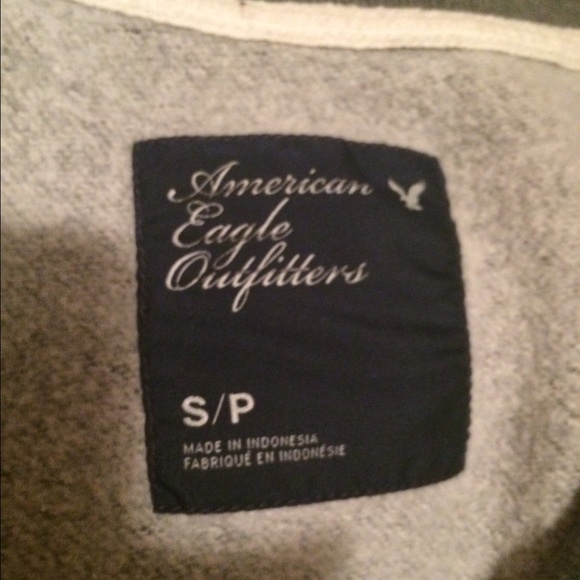 American
Eagle
Outfitters
S/P
MADE IN INDONESIA
FABRIQUÉ EN INDONÉSIE